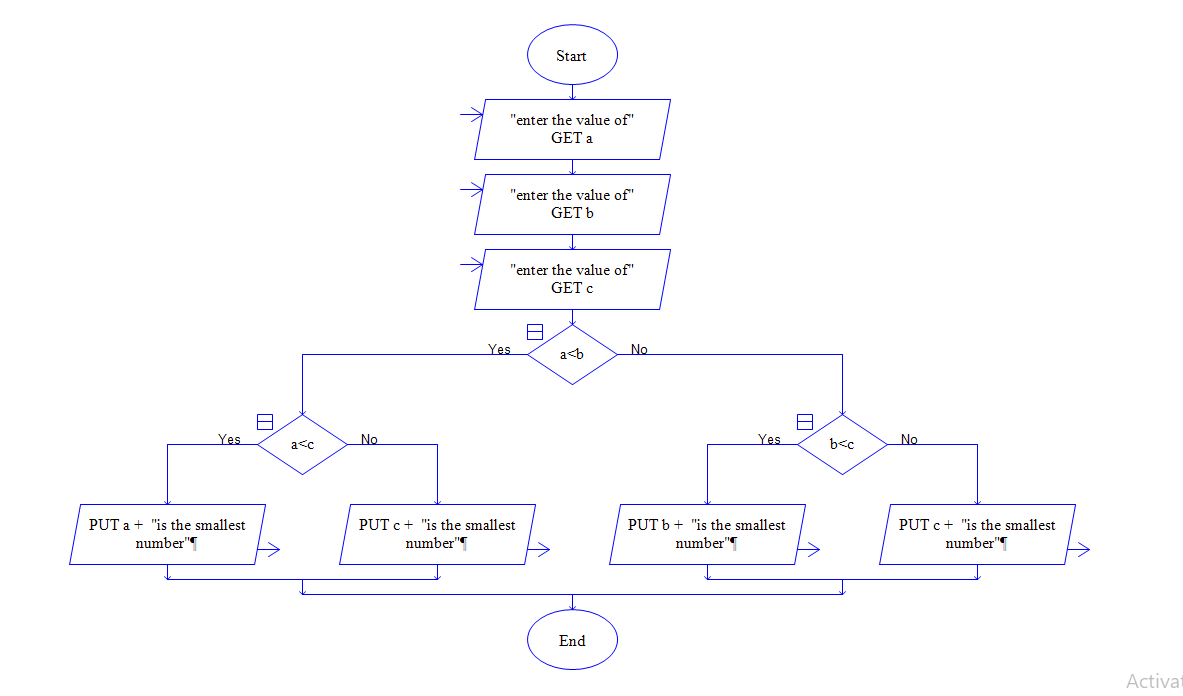 Start
"enter the value of"
GET a
"enter the value of"
GET b
"enter the value of"
GET c
Yes
a<b
No
Yes
a<c
No
Yes
b<c
No
PUT a + "is the smallest
number"¶
PUT c + "is the smallest
number"¶
PUT b + "is the smallest
number"¶
PUT c + "is the smallest
number"¶
End
Activat